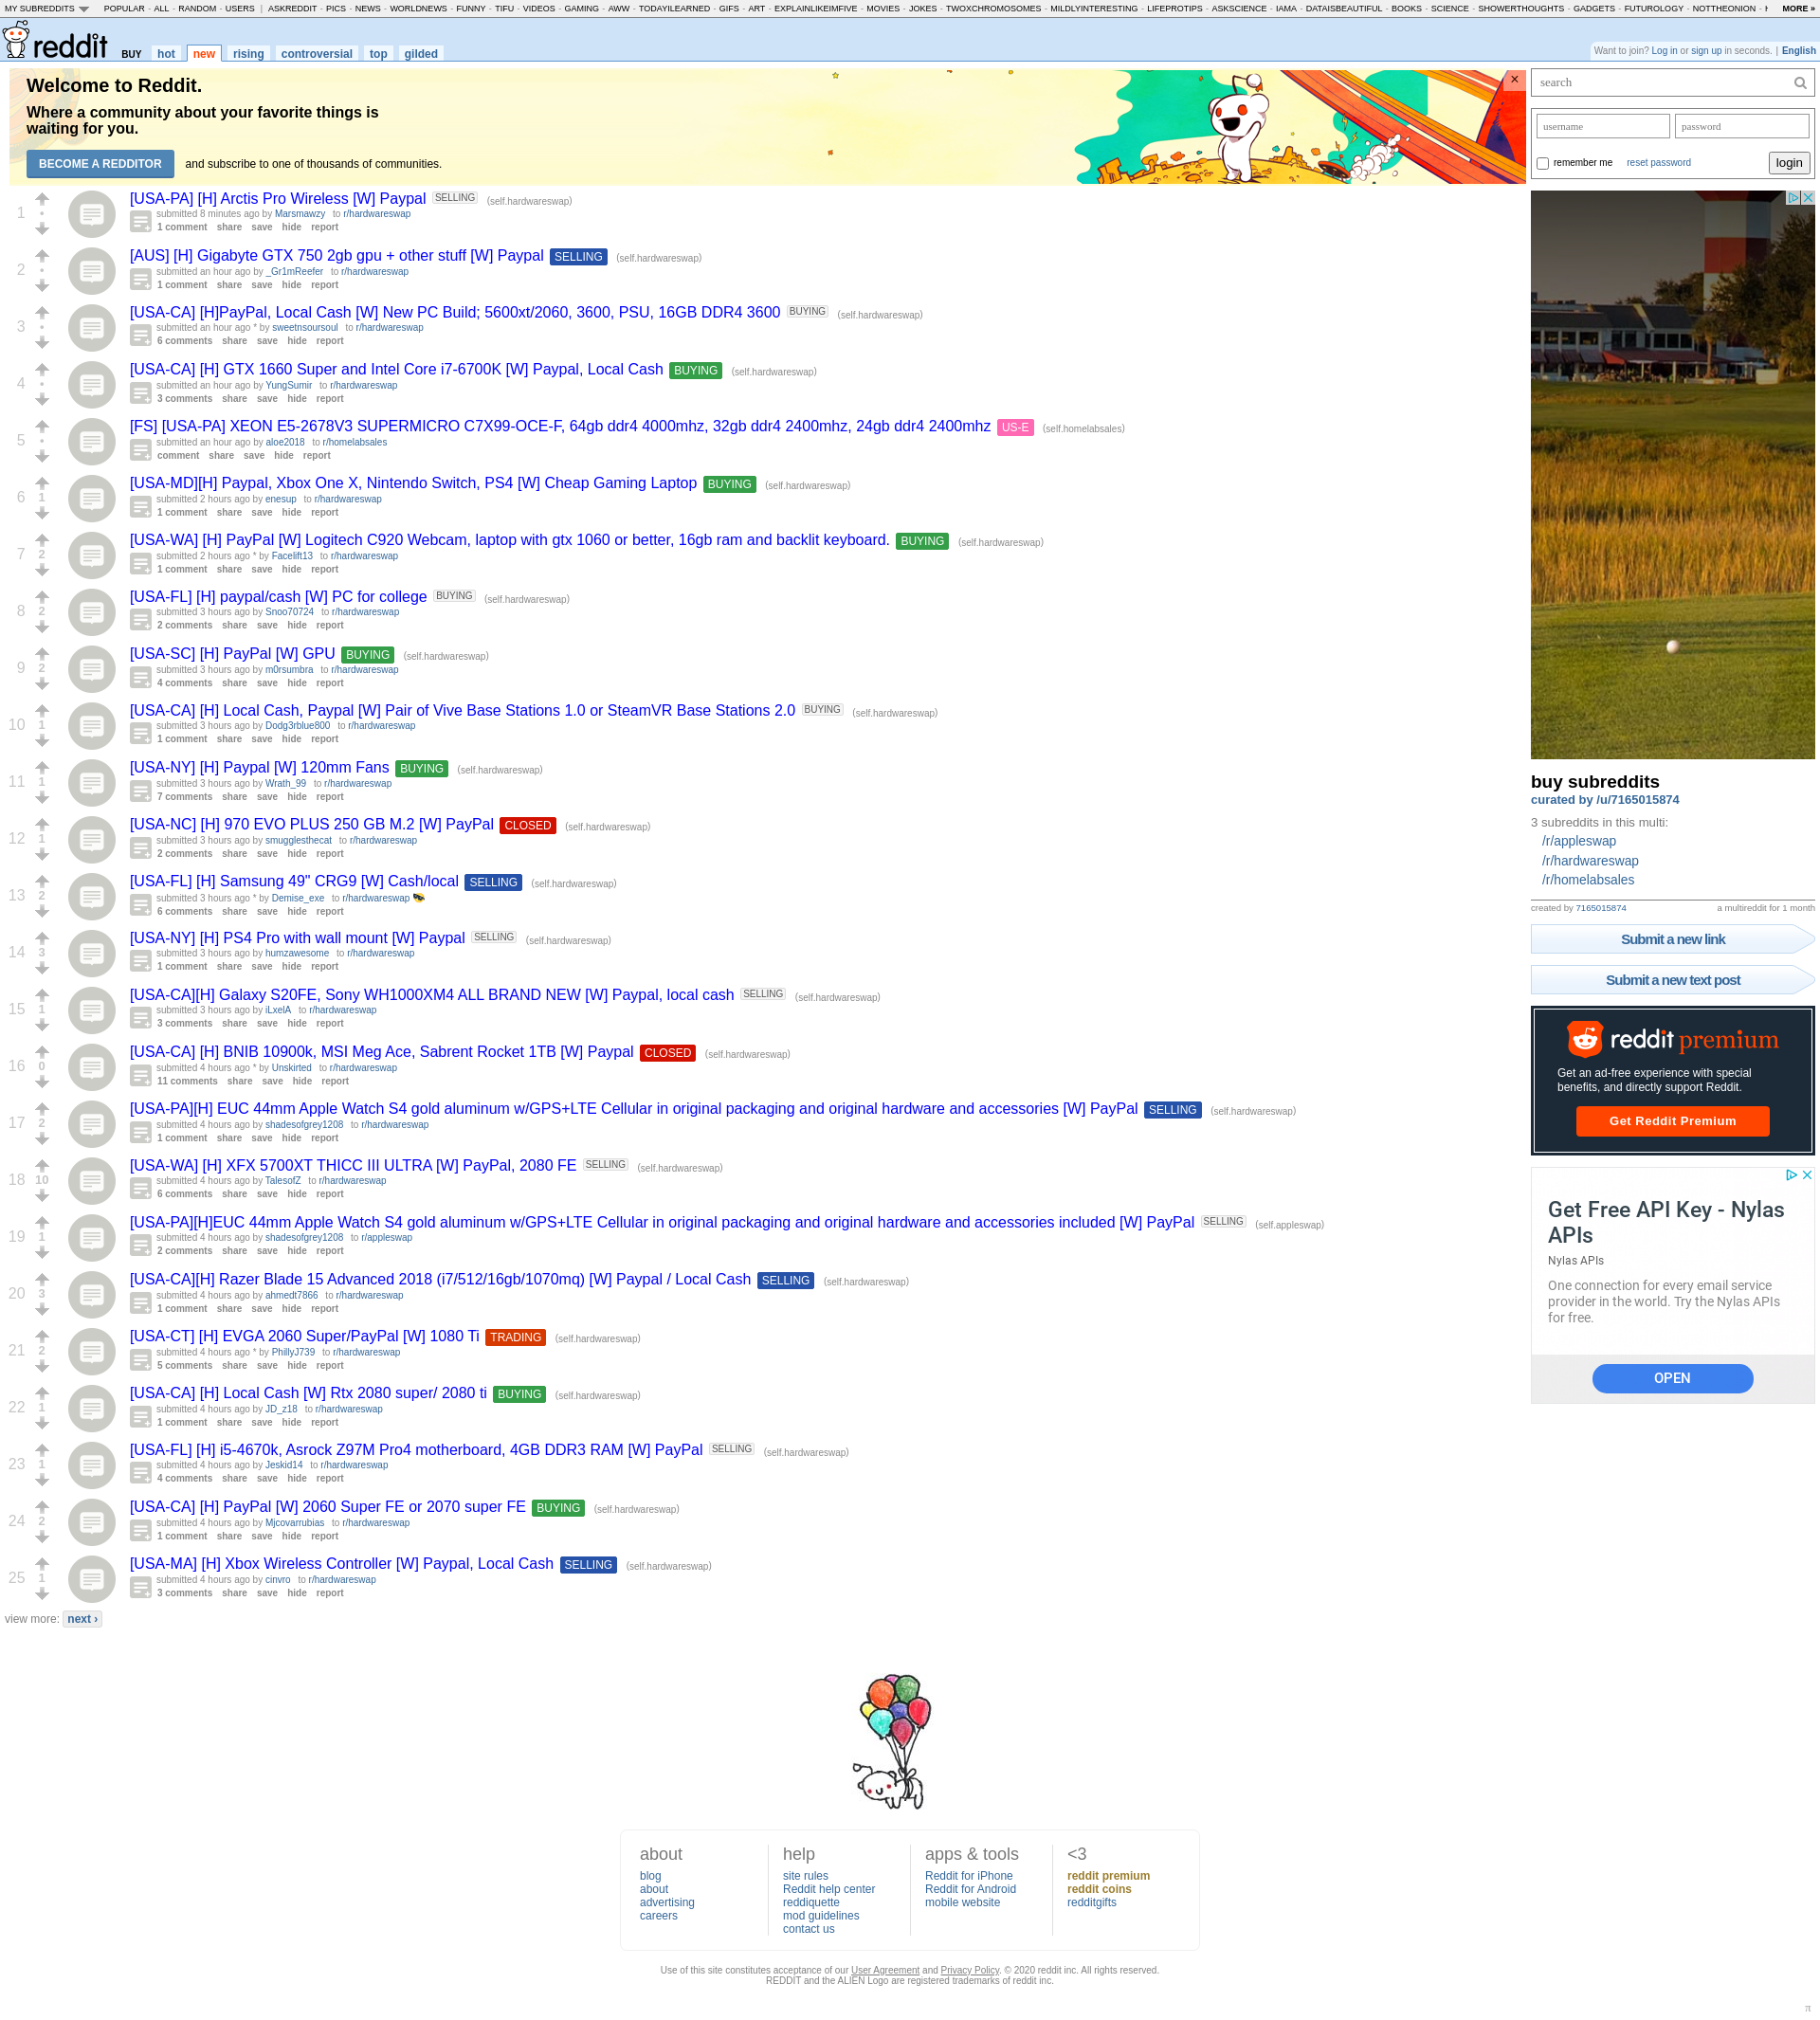 MY SUBREDDITS POPULAR - ALL - RANDOM - USERS | ASKREDDIT - PICS - NEWS - WORLDNEWS - FUNNY - TIFU - VIDEOS - GAMING - AWW - TODAYILEARNED - GIFS - ART - EXPLAINLIKEIMFIVE - MOVIES - JOKES - TWOXCHROMOSOMES - MILDLYINTERESTING - LIFEPROTIPS - ASKSCIENCE - IAMA - DATAISBEAUTIFUL - BOOKS - SCIENCE - SHOWERTHOUGHTS - GADGETS - FUTUROLOGY - NOTTHEONION - MORE »
reddit BUY hot new rising controversial top gilded
Want to join? Log in or sign up in seconds. | English
Welcome to Reddit.
Where a community about your favorite things is
waiting for you.
BECOME A REDDITOR and subscribe to one of thousands of communities.
×
1
[USA-PA] [H] Arctis Pro Wireless [W] Paypal SELLING (self.hardwareswap)
submitted 8 minutes ago by Marsmawzy to r/hardwareswap
1 comment share save hide report
2
[AUS] [H] Gigabyte GTX 750 2gb gpu + other stuff [W] Paypal SELLING (self.hardwareswap)
submitted an hour ago by _Gr1mReefer to r/hardwareswap
1 comment share save hide report
3
[USA-CA] [H]PayPal, Local Cash [W] New PC Build; 5600xt/2060, 3600, PSU, 16GB DDR4 3600 BUYING (self.hardwareswap)
submitted an hour ago * by sweetnsoursoul to r/hardwareswap
6 comments share save hide report
4
[USA-CA] [H] GTX 1660 Super and Intel Core i7-6700K [W] Paypal, Local Cash BUYING (self.hardwareswap)
submitted an hour ago by YungSumir to r/hardwareswap
3 comments share save hide report
5
[FS] [USA-PA] XEON E5-2678V3 SUPERMICRO C7X99-OCE-F, 64gb ddr4 4000mhz, 32gb ddr4 2400mhz, 24gb ddr4 2400mhz US-E (self.homelabsales)
submitted an hour ago by aloe2018 to r/homelabsales
comment share save hide report
6 1
[USA-MD][H] Paypal, Xbox One X, Nintendo Switch, PS4 [W] Cheap Gaming Laptop BUYING (self.hardwareswap)
submitted 2 hours ago by enesup to r/hardwareswap
1 comment share save hide report
7 2
[USA-WA] [H] PayPal [W] Logitech C920 Webcam, laptop with gtx 1060 or better, 16gb ram and backlit keyboard. BUYING (self.hardwareswap)
submitted 2 hours ago * by Facelift13 to r/hardwareswap
1 comment share save hide report
8 2
[USA-FL] [H] paypal/cash [W] PC for college BUYING (self.hardwareswap)
submitted 3 hours ago by Snoo70724 to r/hardwareswap
2 comments share save hide report
9 2
[USA-SC] [H] PayPal [W] GPU BUYING (self.hardwareswap)
submitted 3 hours ago by m0rsumbra to r/hardwareswap
4 comments share save hide report
10 1
[USA-CA] [H] Local Cash, Paypal [W] Pair of Vive Base Stations 1.0 or SteamVR Base Stations 2.0 BUYING (self.hardwareswap)
submitted 3 hours ago by Dodg3rblue800 to r/hardwareswap
1 comment share save hide report
11 1
[USA-NY] [H] Paypal [W] 120mm Fans BUYING (self.hardwareswap)
submitted 3 hours ago by Wrath_99 to r/hardwareswap
7 comments share save hide report
12 1
[USA-NC] [H] 970 EVO PLUS 250 GB M.2 [W] PayPal CLOSED (self.hardwareswap)
submitted 3 hours ago by smugglesthecat to r/hardwareswap
2 comments share save hide report
13 2
[USA-FL] [H] Samsung 49" CRG9 [W] Cash/local SELLING (self.hardwareswap)
submitted 3 hours ago * by Demise_exe to r/hardwareswap
6 comments share save hide report
14 3
[USA-NY] [H] PS4 Pro with wall mount [W] Paypal SELLING (self.hardwareswap)
submitted 3 hours ago by humzawesome to r/hardwareswap
1 comment share save hide report
15 1
[USA-CA][H] Galaxy S20FE, Sony WH1000XM4 ALL BRAND NEW [W] Paypal, local cash SELLING (self.hardwareswap)
submitted 3 hours ago by iLxelA to r/hardwareswap
3 comments share save hide report
16 0
[USA-CA] [H] BNIB 10900k, MSI Meg Ace, Sabrent Rocket 1TB [W] Paypal CLOSED (self.hardwareswap)
submitted 4 hours ago * by Unskirted to r/hardwareswap
11 comments share save hide report
17 2
[USA-PA][H] EUC 44mm Apple Watch S4 gold aluminum w/GPS+LTE Cellular in original packaging and original hardware and accessories [W] PayPal SELLING (self.hardwareswap)
submitted 4 hours ago by shadesofgrey1208 to r/hardwareswap
1 comment share save hide report
18 10
[USA-WA] [H] XFX 5700XT THICC III ULTRA [W] PayPal, 2080 FE SELLING (self.hardwareswap)
submitted 4 hours ago by TalesofZ to r/hardwareswap
6 comments share save hide report
19 1
[USA-PA][H]EUC 44mm Apple Watch S4 gold aluminum w/GPS+LTE Cellular in original packaging and original hardware and accessories included [W] PayPal SELLING (self.appleswap)
submitted 4 hours ago by shadesofgrey1208 to r/appleswap
2 comments share save hide report
20 3
[USA-CA][H] Razer Blade 15 Advanced 2018 (i7/512/16gb/1070mq) [W] Paypal / Local Cash SELLING (self.hardwareswap)
submitted 4 hours ago by ahmedt7866 to r/hardwareswap
1 comment share save hide report
21 2
[USA-CT] [H] EVGA 2060 Super/PayPal [W] 1080 Ti TRADING (self.hardwareswap)
submitted 4 hours ago * by PhillyJ739 to r/hardwareswap
5 comments share save hide report
22 1
[USA-CA] [H] Local Cash [W] Rtx 2080 super/ 2080 ti BUYING (self.hardwareswap)
submitted 4 hours ago by JD_z18 to r/hardwareswap
1 comment share save hide report
23 1
[USA-FL] [H] i5-4670k, Asrock Z97M Pro4 motherboard, 4GB DDR3 RAM [W] PayPal SELLING (self.hardwareswap)
submitted 4 hours ago by Jeskid14 to r/hardwareswap
4 comments share save hide report
24 2
[USA-CA] [H] PayPal [W] 2060 Super FE or 2070 super FE BUYING (self.hardwareswap)
submitted 4 hours ago by Mjcovarrubias to r/hardwareswap
1 comment share save hide report
25 1
[USA-MA] [H] Xbox Wireless Controller [W] Paypal, Local Cash SELLING (self.hardwareswap)
submitted 4 hours ago by cinvro to r/hardwareswap
3 comments share save hide report
view more: next ›
search
username password
remember me reset password login
buy subreddits
curated by /u/7165015874
3 subreddits in this multi:
/r/appleswap
/r/hardwareswap
/r/homelabsales
created by 7165015874 a multireddit for 1 month
Submit a new link
Submit a new text post
reddit premium
Get an ad-free experience with special
benefits, and directly support Reddit.
Get Reddit Premium
Get Free API Key - Nylas
APIs
Nylas APIs
One connection for every email service
provider in the world. Try the Nylas APIs
for free.
OPEN
about
blog
about
advertising
careers
help
site rules
Reddit help center
reddiquette
mod guidelines
contact us
apps & tools
Reddit for iPhone
Reddit for Android
mobile website
<3
reddit premium
reddit coins
redditgifts
Use of this site constitutes acceptance of our User Agreement and Privacy Policy. © 2020 reddit inc. All rights reserved.
REDDIT and the ALIEN Logo are registered trademarks of reddit inc.
π